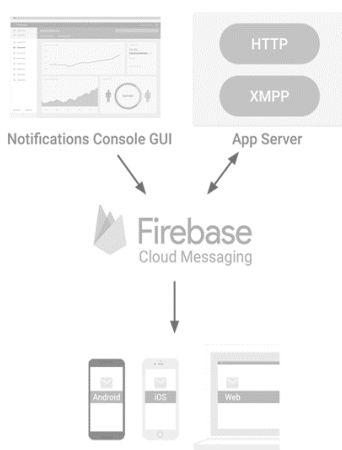 HTTP
XMPP
Notifications Console GUI
App Server
Firebase
Cloud Messaging
Android
iOS
Web